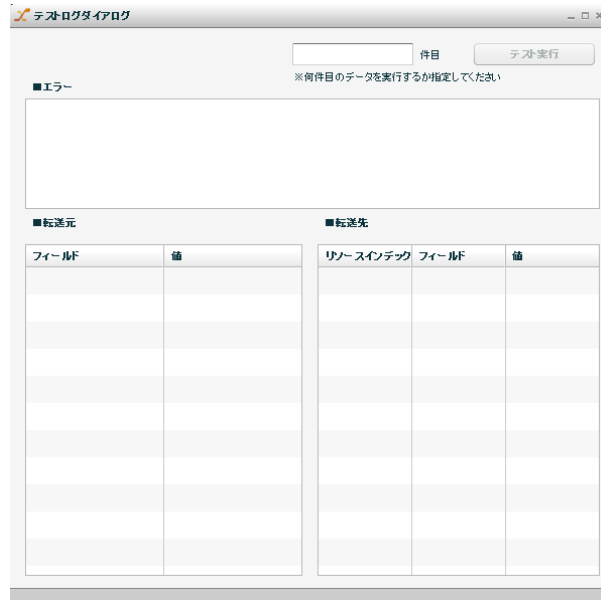 テストログダイアログ
件目 テスト実行
※何件目のデータを実行するか指定してください
■エラー
■転送元 ■転送先
フィールド 値 リソースインデック フィールド 値